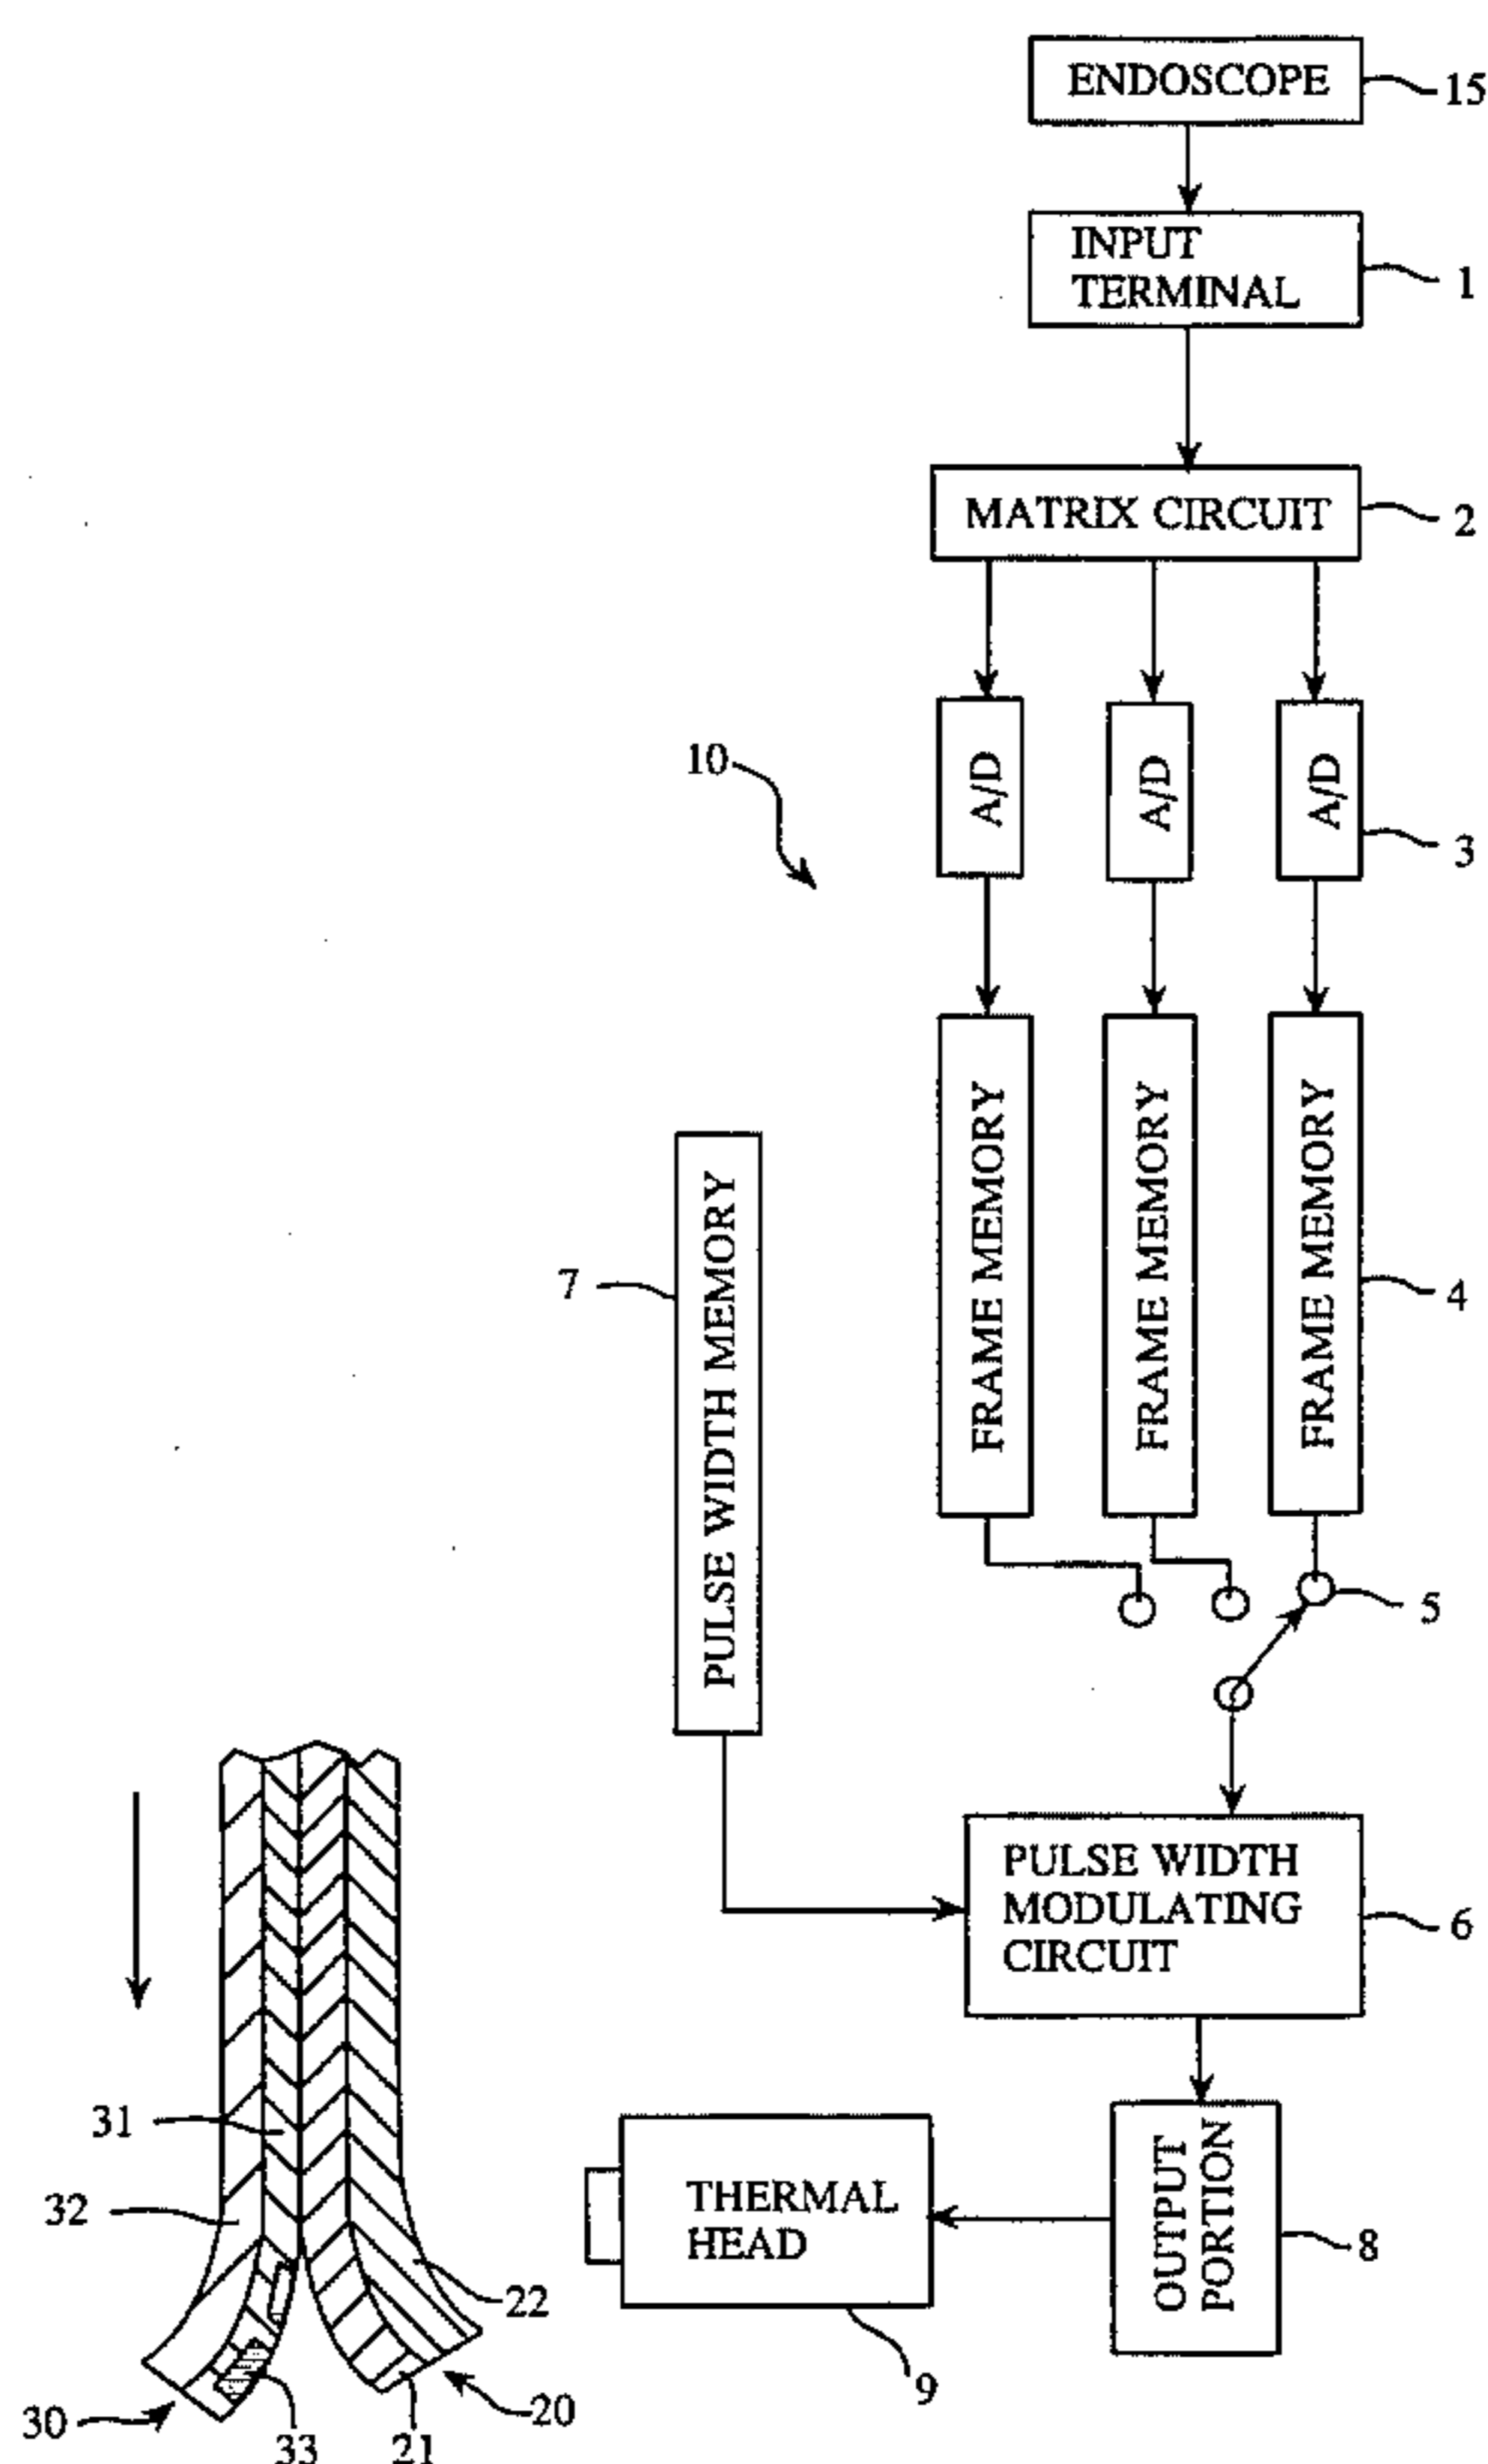 ENDOSCOPE
15
INPUT
TERMINAL
1
MATRIX CIRCUIT
2
10
A/D
A/D
A/D
3
7
PULSE WIDTH MEMORY
FRAME MEMORY
FRAME MEMORY
FRAME MEMORY
4
5
PULSE WIDTH
MODULATING
CIRCUIT
6
31
32
THERMAL
HEAD
OUTPUT
PORTION
8
22
9
30
33
21
20